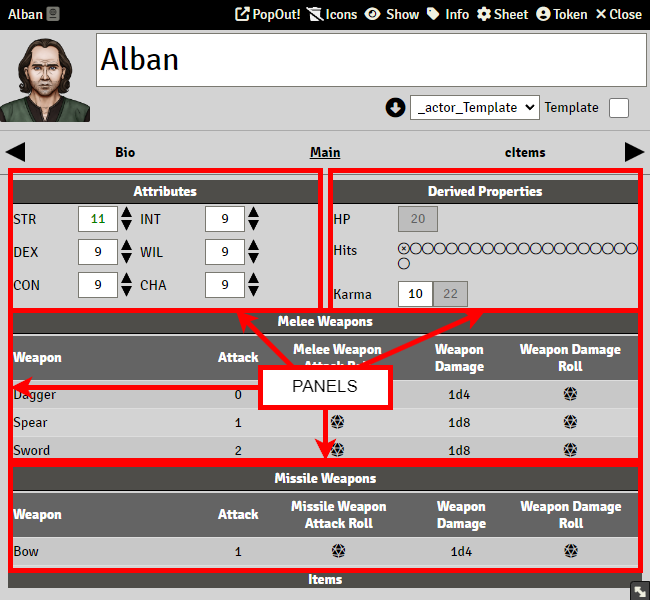 Alban PopOut! Icons Show Info Sheet Token Close
Alban
_actor_Template Template
Bio Main cItems
Attributes Derived Properties
STR 11 INT 9 HP 20
DEX 9 WIL 9 Hits
CON 9 CHA 9 Karma 10 22
Melee Weapons
Weapon Attack Melee Weapon Weapon Damage Weapon Damage Roll
PANELS
Dagger 0 1d4
Spear 1 1d8
Sword 2 1d8
Missile Weapons
Weapon Attack Missile Weapon Attack Roll Weapon Damage Weapon Damage Roll
Bow 1 1d4
Items